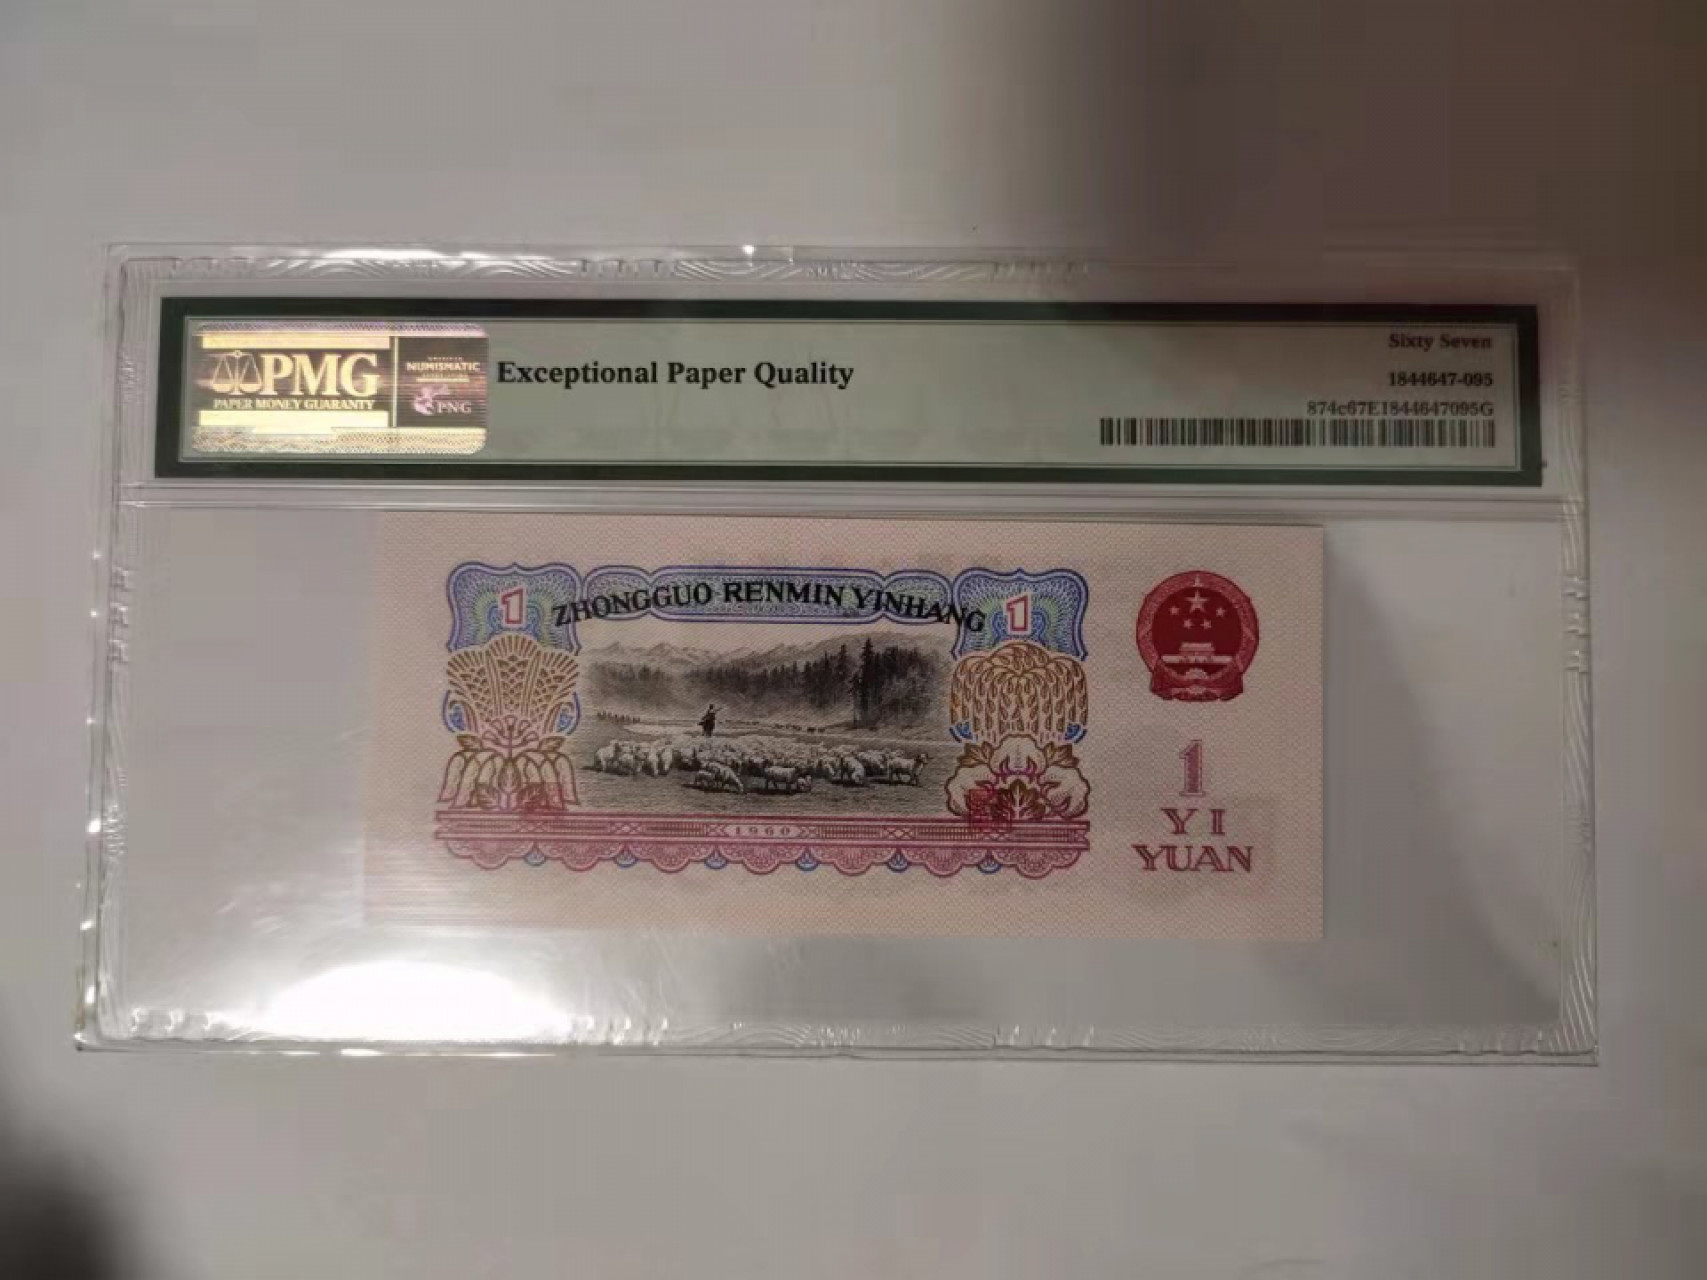 PMG
PAPER MONEY GUARANTY
NUMISMATIC
PNG
Exceptional Paper Quality
Sixty Seven
1844647-095
874c67E1844647095G
1
ZHONGGUO RENMIN YINHANG
1
1960
1
YI
YUAN